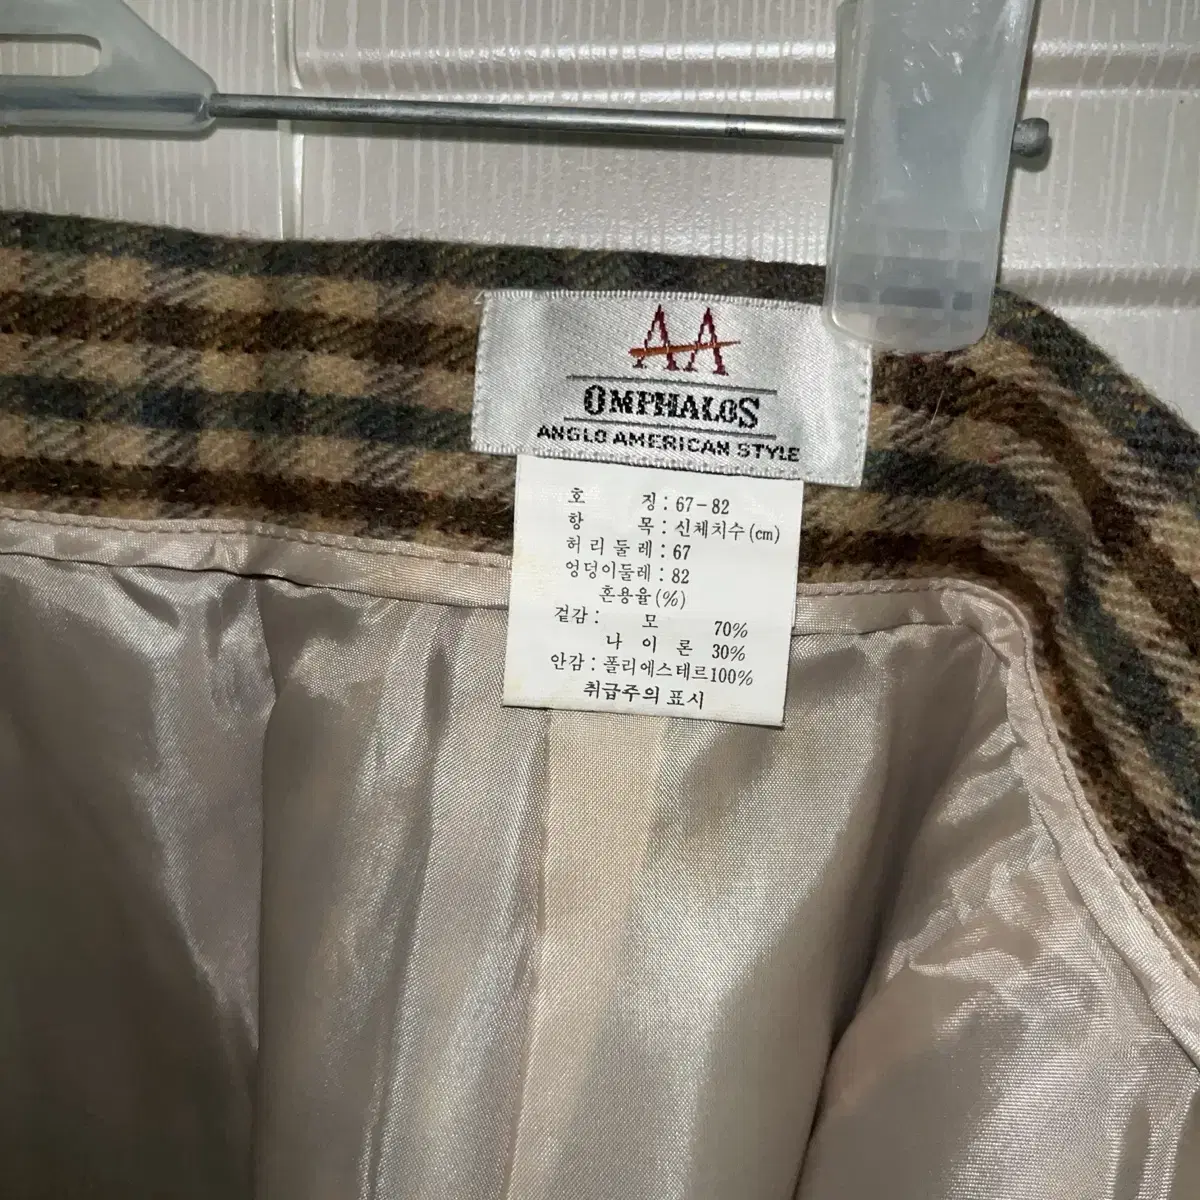 AA
OMPHALOS
ANGLO AMERICAN STYLE
호 칭 : 67-82
항 목 : 신체치수(cm)
허리둘레 : 67
엉덩이둘레 : 82
혼용율(%)
겉감 : 모 70%
나이론 30%
안감 : 폴리에스테르100%
취급주의 표시